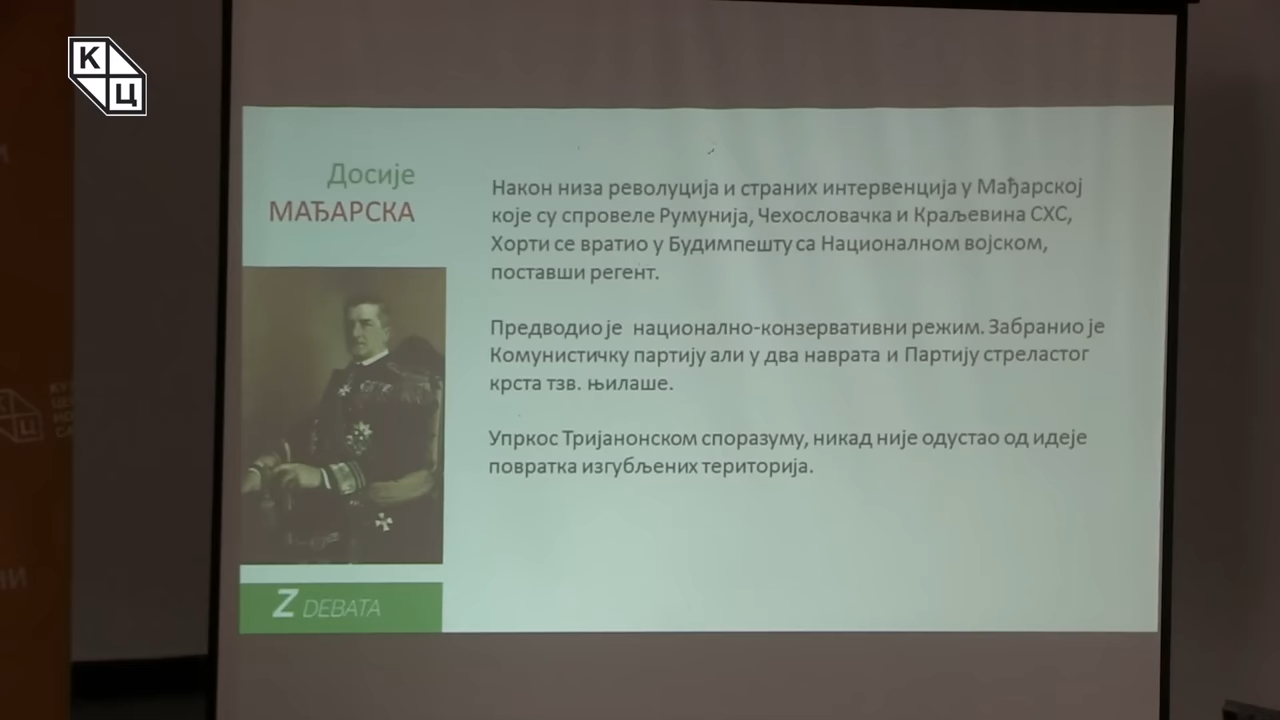 К
Ц
Досије
МАЂАРСКА
Након низа револуција и страних интервенција у Мађарској
које су спровеле Румунија, Чехословачка и Краљевина СХС,
Хорти се вратио у Будимпешту са Националном војском,
поставши регент.
Предводио је национално-конзервативни режим. Забранио је
Комунистичку партију али у два наврата и Партију стреластог
крста тзв. њилаше.
Упркос Тријанонском споразуму, никад није одустао од идеје
повратка изгубљених територија.
Z DEBATA